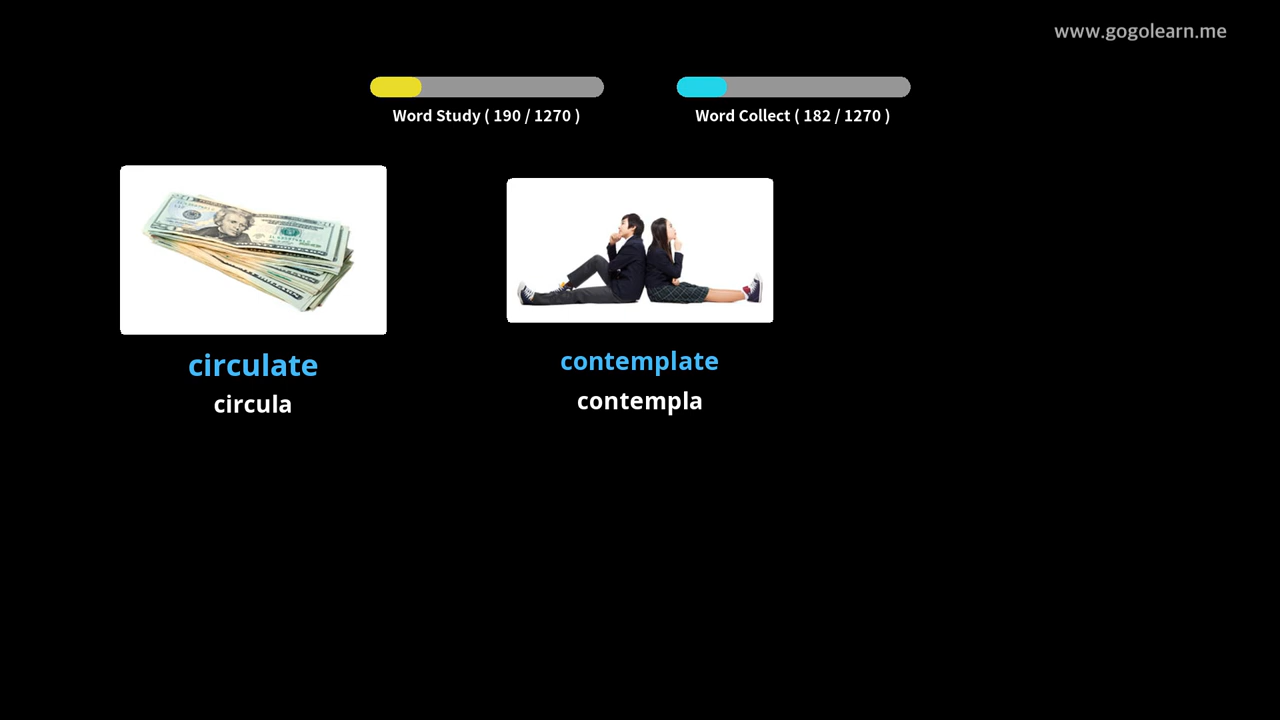 www.gogolearn.me
Word Study ( 190 / 1270 )
Word Collect ( 182 / 1270 )
circulate
circula
contemplate
contempla